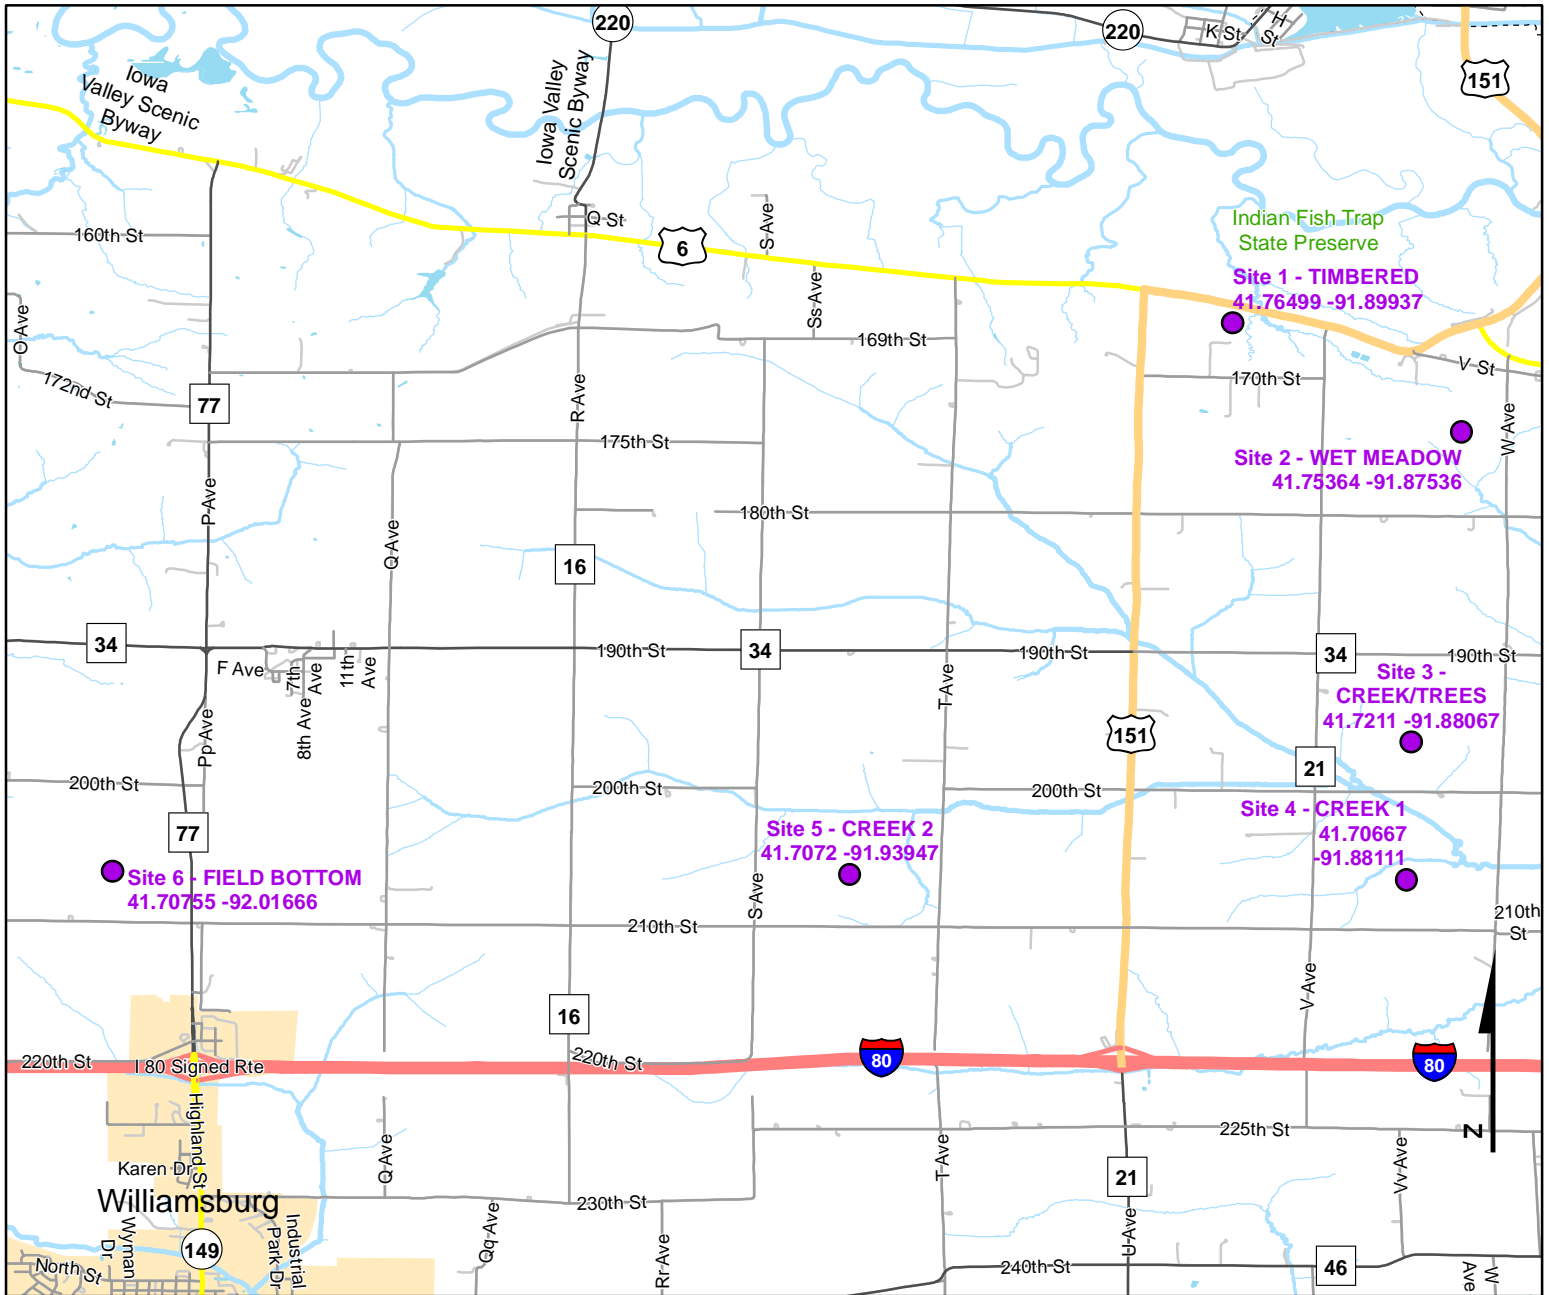 220
220
K St
H
St
151
Iowa
Valley Scenic
Byway
Iowa Valley
Scenic Byway
Q St
S Ave
160th St
6
Indian Fish Trap
State Preserve
Site 1 - TIMBERED
41.76499 -91.89937
O Ave
Ss Ave
169th St
V St
172nd St
77
R Ave
170th St
W Ave
175th St
Site 2 - WET MEADOW
41.75364 -91.87536
P Ave
180th St
Q Ave
16
34
190th St
34
190th St
34
190th St
F Ave
7th
Ave
11th
Ave
8th Ave
Pp Ave
T Ave
Site 3 -
CREEK/TREES
41.7211 -91.88067
151
21
200th St
200th St
200th St
77
Site 5 - CREEK 2
41.7072 -91.93947
Site 4 - CREEK 1
41.70667
-91.88111
Site 6 - FIELD BOTTOM
41.70755 -92.01666
S Ave
210th St
210th
St
V Ave
16
220th St
I 80 Signed Rte
220th St
80
80
Highland St
Q Ave
T Ave
225th St
Z
Karen Dr
21
Vv Ave
Williamsburg
230th St
149
Wyman
Dr
Industrial
Park Dr
Qq Ave
Rr Ave
U Ave
North St
240th St
46
W
Ave